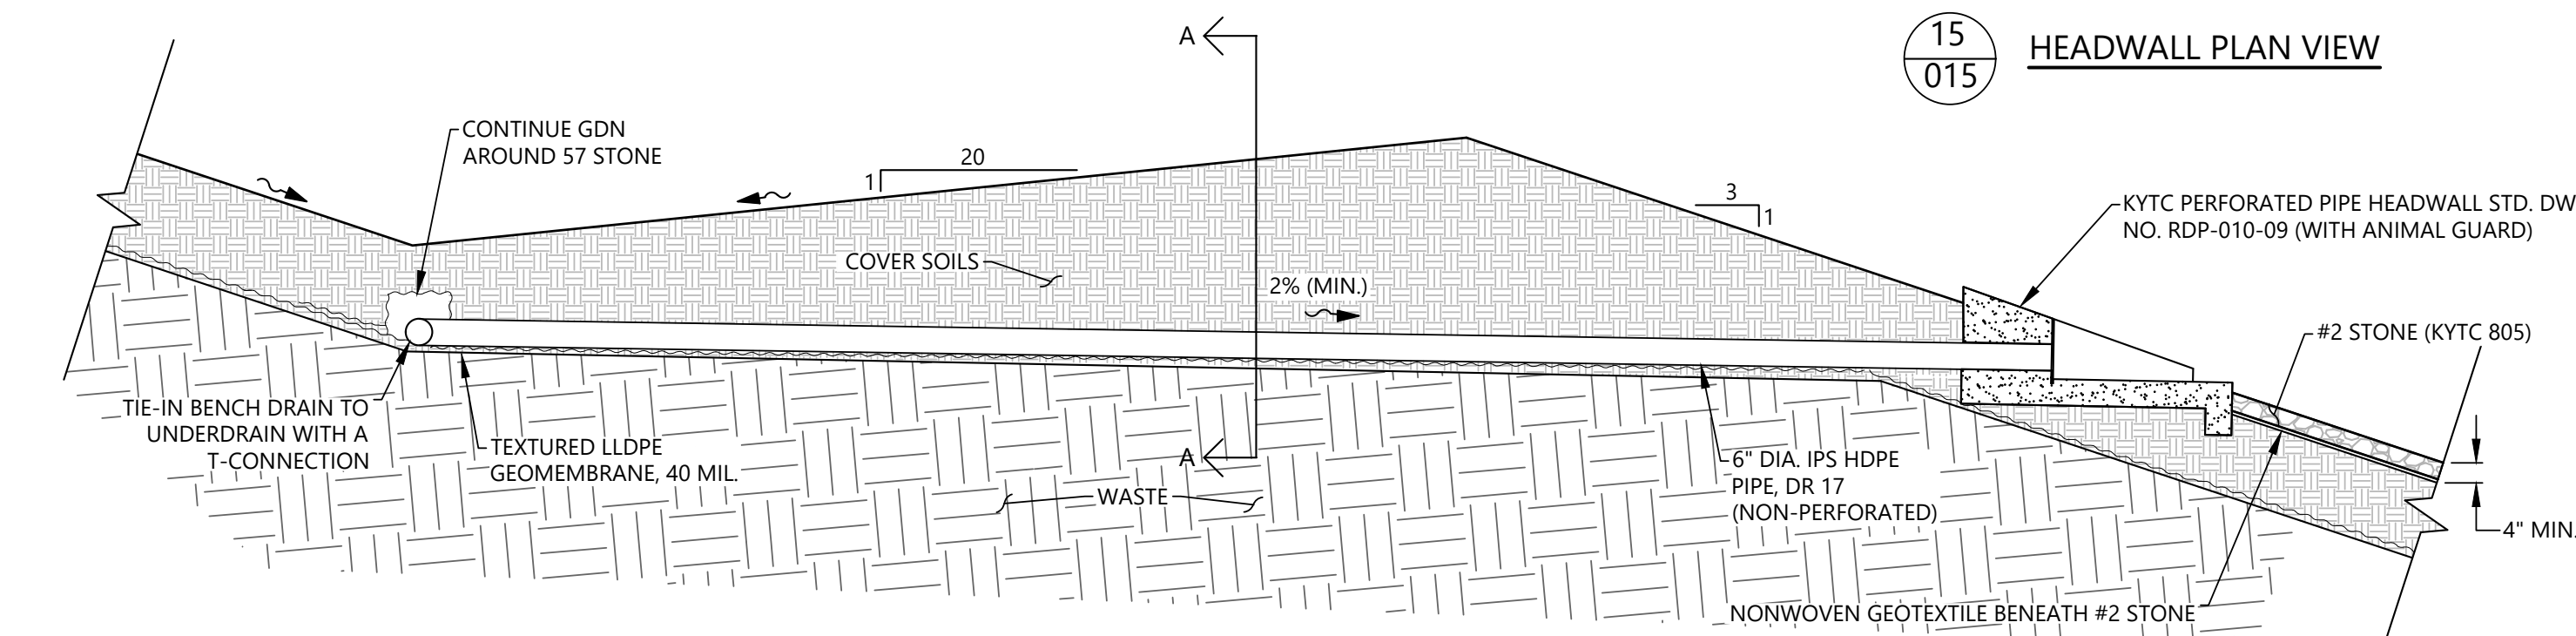 15
015
HEADWALL PLAN VIEW
A
CONTINUE GDN
AROUND 57 STONE
20
1
3
1
KYTC PERFORATED PIPE HEADWALL STD. DW
NO. RDP-010-09 (WITH ANIMAL GUARD)
COVER SOILS
2% (MIN.)
#2 STONE (KYTC 805)
TIE-IN BENCH DRAIN TO
UNDERDRAIN WITH A
T-CONNECTION
TEXTURED LLDPE
GEOMEMBRANE, 40 MIL.
A
WASTE
6" DIA. IPS HDPE
PIPE, DR 17
(NON-PERFORATED)
4" MIN.
NONWOVEN GEOTEXTILE BENEATH #2 STONE